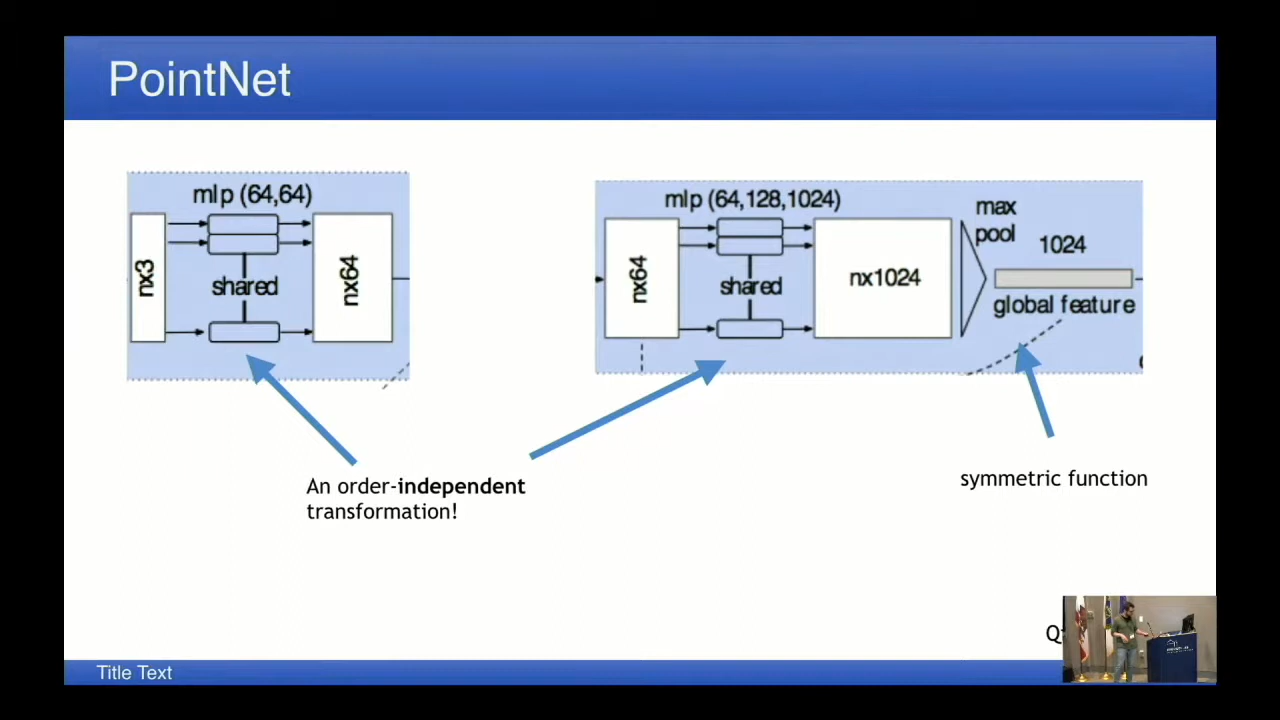 PointNet
mlp (64,64)
nx3
shared
nx64
mlp (64,128,1024)
nx64
shared
nx1024
max
pool
1024
global feature
An order-independent
transformation!
symmetric function
Title Text